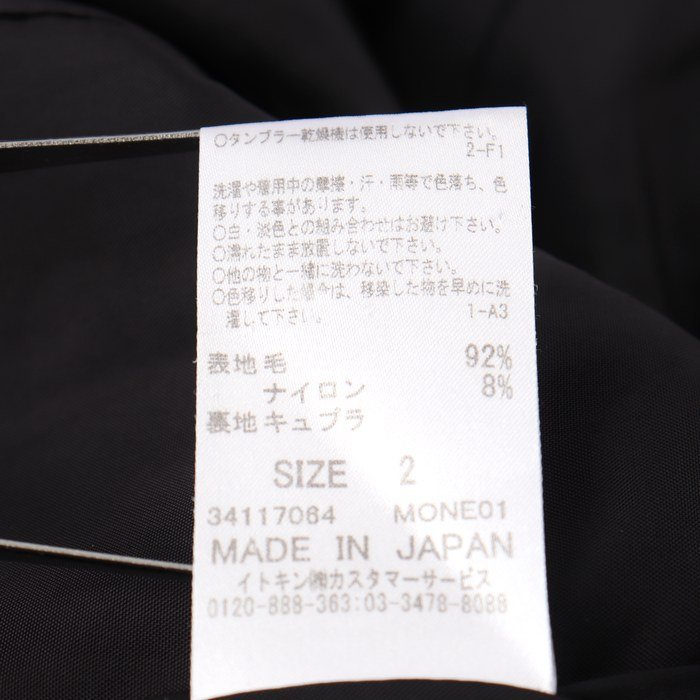 ○タンブラー乾燥機は使用しないで下さい。
2-F1
洗濯や着用中の摩擦・汗・雨等で色落ち、色
移りする事があります。
○白・淡色との組み合わせはお避け下さい。
○濡れたまま放置しないで下さい。
○他の物と一緒に洗わないで下さい。
○色移りした場合は、移染した物を早めに洗
濯して下さい。
1-A3
表地 毛 92%
ナイロン 8%
裏地 キュプラ
SIZE 2
34117064 MONE01
MADE IN JAPAN
イトキン㈱カスタマーサービス
0120-888-363:03-3478-8088